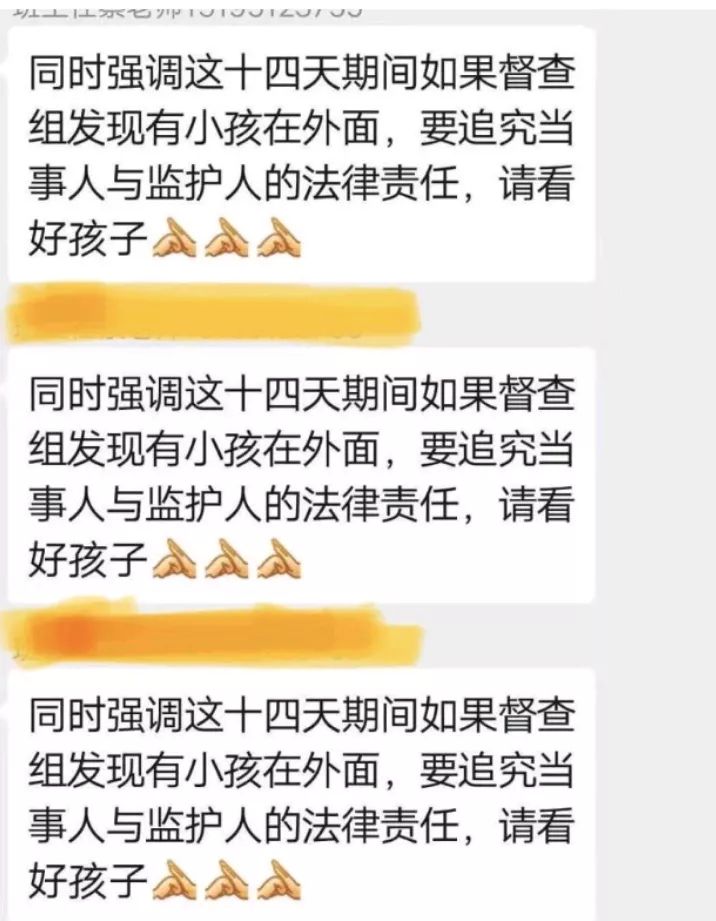 同时强调这十四天期间如果督查
组发现有小孩在外面，要追究当
事人与监护人的法律责任，请看
好孩子
同时强调这十四天期间如果督查
组发现有小孩在外面，要追究当
事人与监护人的法律责任，请看
好孩子
同时强调这十四天期间如果督查
组发现有小孩在外面，要追究当
事人与监护人的法律责任，请看
好孩子